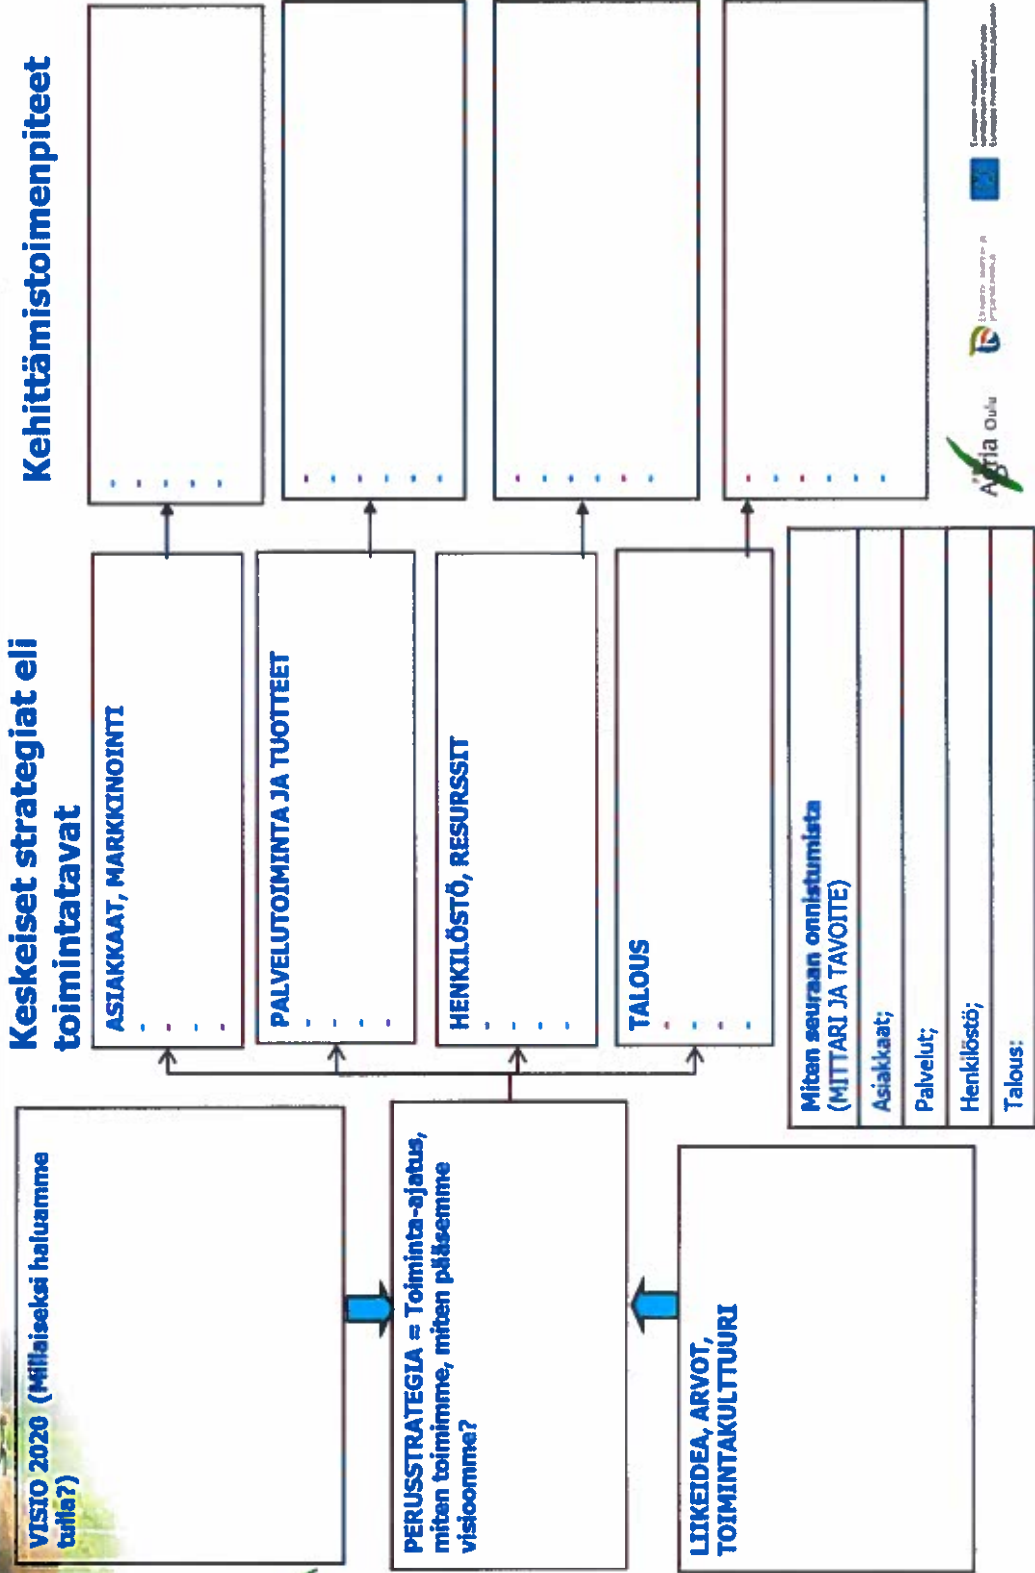 VISIO 2020 (Millaiseksi haluamme
tulla?)
PERUSSTRATEGIA = Toiminta-ajatus,
miten toimimme, miten pääsemme
visioomme?
LIIKEIDEA, ARVOT,
TOIMINTAKULTTUURI
Keskeiset strategiat eli
toimintatavat
ASIAKKAAT, MARKKINOINTI
PALVELUTOIMINTA JA TUOTTEET
HENKILÖSTÖ, RESURSSIT
TALOUS
Miten seuraan onnistumista
(MITTARI JA TAVOITE)
Asiakkaat;
Palvelut;
Henkilöstö;
Talous:
Kehittämistoimenpiteet
Agria Oulu